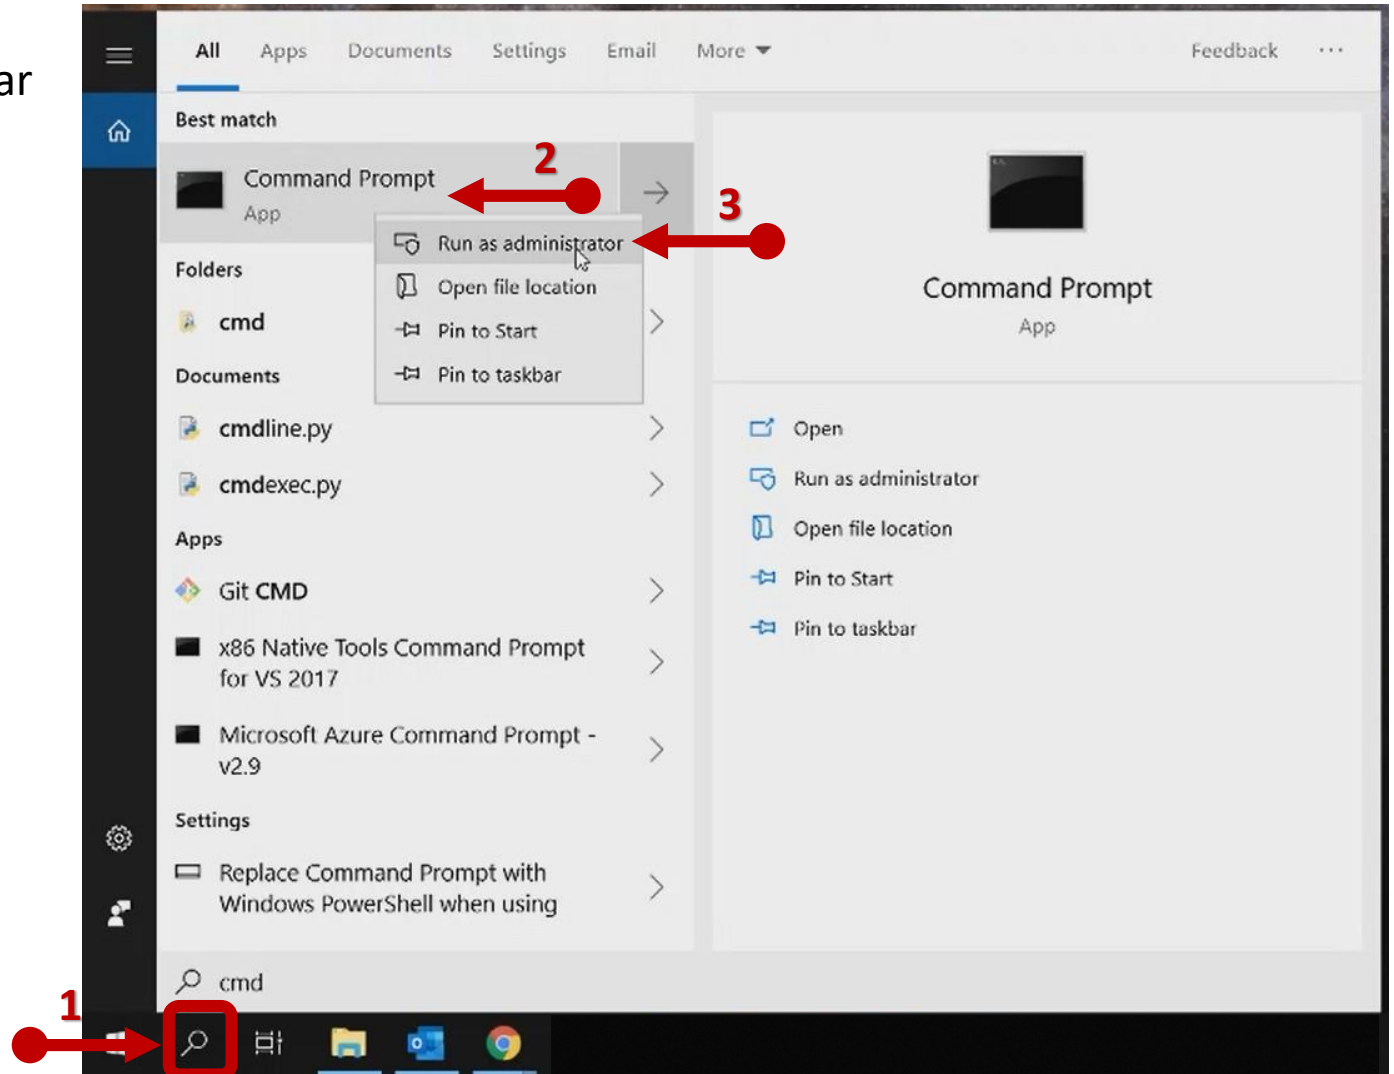 ar
All Apps Documents Settings Email More Feedback ...
Best match
Command Prompt
App
2
3
Run as administrator
Open file location
Pin to Start
Pin to taskbar
Folders
cmd
Documents
cmdline.py
cmdexec.py
Apps
Git CMD
x86 Native Tools Command Prompt
for VS 2017
Microsoft Azure Command Prompt -
v2.9
Settings
Replace Command Prompt with
Windows PowerShell when using
cmd
1
Command Prompt
App
Open
Run as administrator
Open file location
Pin to Start
Pin to taskbar